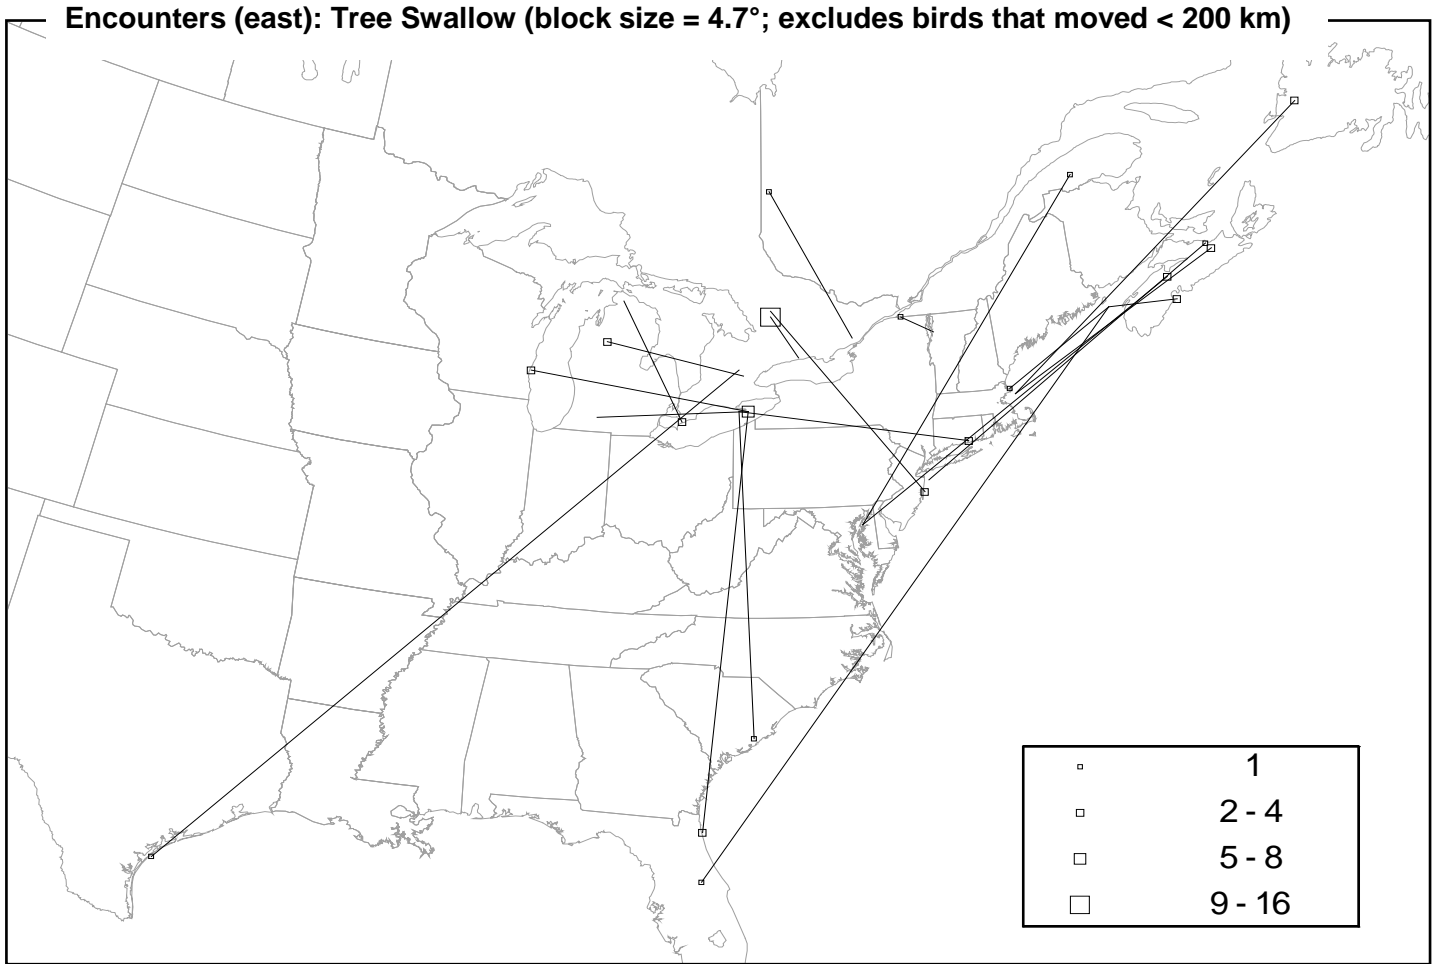 Encounters (east): Tree Swallow (block size = 4.7°; excludes birds that moved < 200 km)
1
2 - 4
5 - 8
9 - 16